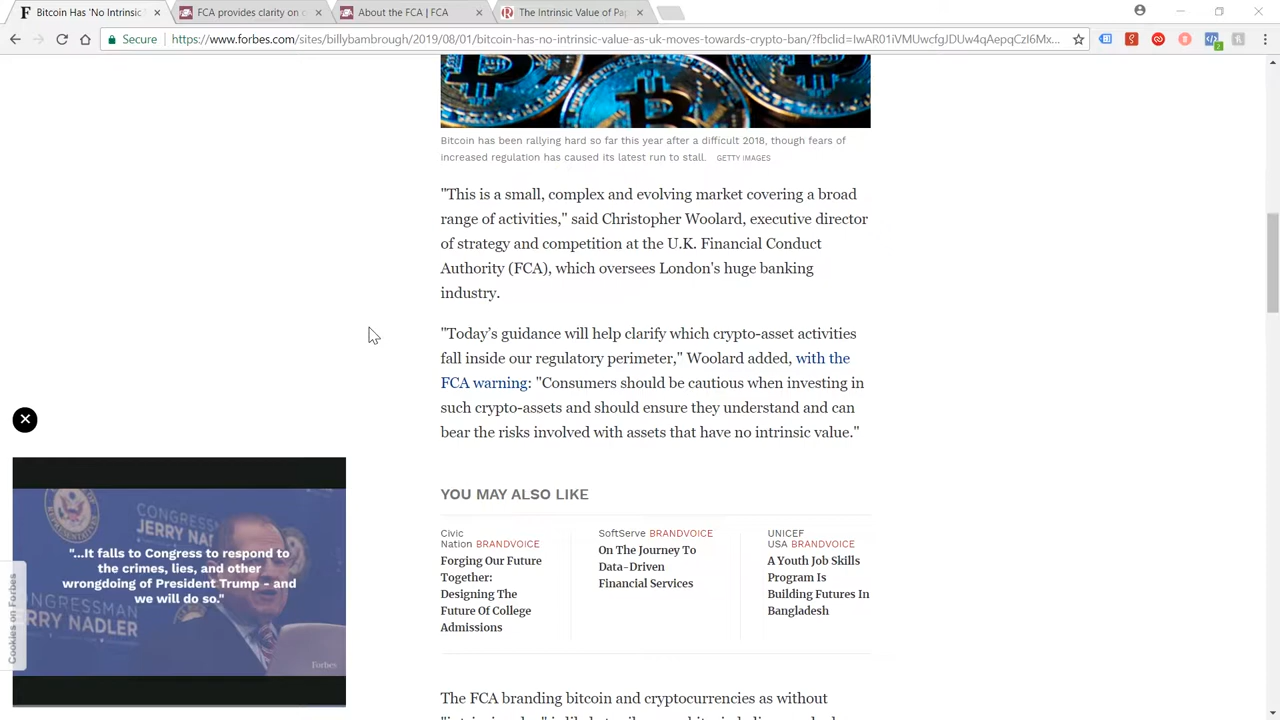 Bitcoin Has 'No Intrinsic
FCA provides clarity on c
About the FCA | FCA
The Intrinsic Value of Pap
Secure
https://www.forbes.com/sites/billybambrough/2019/08/01/bitcoin-has-no-intrinsic-value-as-uk-moves-towards-crypto-ban/?fbclid=IwAR01iVMUwcfgJDUw4qAepqCzI6Mx...
Bitcoin has been rallying hard so far this year after a difficult 2018, though fears of
increased regulation has caused its latest run to stall. GETTY IMAGES
"This is a small, complex and evolving market covering a broad
range of activities," said Christopher Woolard, executive director
of strategy and competition at the U.K. Financial Conduct
Authority (FCA), which oversees London's huge banking
industry.
"Today's guidance will help clarify which crypto-asset activities
fall inside our regulatory perimeter," Woolard added, with the
FCA warning: "Consumers should be cautious when investing in
such crypto-assets and should ensure they understand and can
bear the risks involved with assets that have no intrinsic value."
YOU MAY ALSO LIKE
Civic
Nation BRANDVOICE
Forging Our Future
Together:
Designing The
Future Of College
Admissions
SoftServe BRANDVOICE
On The Journey To
Data-Driven
Financial Services
UNICEF
USA BRANDVOICE
A Youth Job Skills
Program Is
Building Futures In
Bangladesh
CONGRESSMAN
JERRY NADLER
"...It falls to Congress to respond to
the crimes, lies, and other
wrongdoing of President Trump - and
we will do so."
Forbes
Cookies on Forbes
The FCA branding bitcoin and cryptocurrencies as without